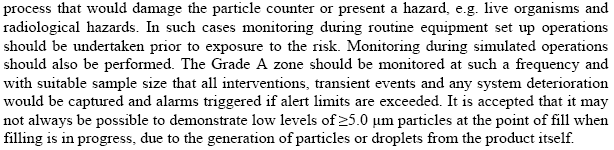 process that would damage the particle counter or present a hazard, e.g. live organisms and
radiological hazards. In such cases monitoring during routine equipment set up operations
should be undertaken prior to exposure to the risk. Monitoring during simulated operations
should also be performed. The Grade A zone should be monitored at such a frequency and
with suitable sample size that all interventions, transient events and any system deterioration
would be captured and alarms triggered if alert limits are exceeded. It is accepted that it may
not always be possible to demonstrate low levels of ≥5.0 µm particles at the point of fill when
filling is in progress, due to the generation of particles or droplets from the product itself.